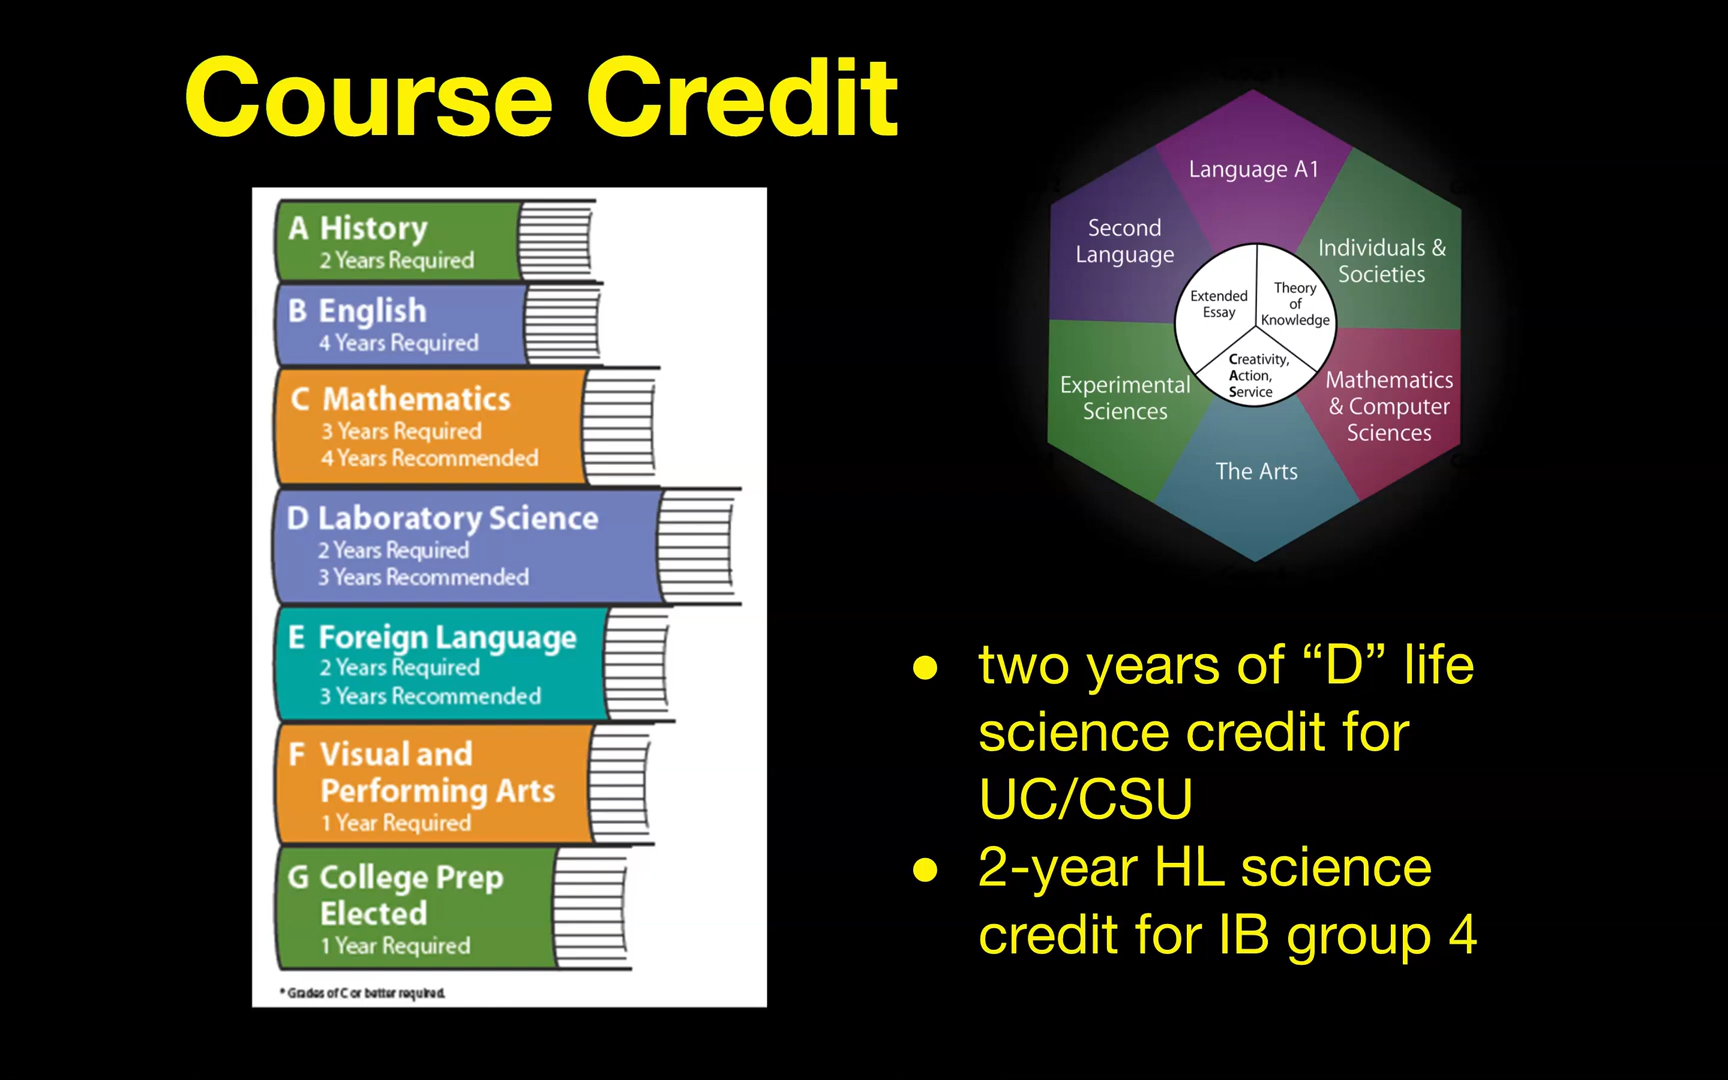 Course Credit
A History
2 Years Required
B English
4 Years Required
C Mathematics
3 Years Required
4 Years Recommended
D Laboratory Science
2 Years Required
3 Years Recommended
E Foreign Language
2 Years Required
3 Years Recommended
F Visual and
Performing Arts
1 Year Required
G College Prep
Elected
1 Year Required
* Grades of C or better required.
Language A1
Second
Language
Individuals &
Societies
Extended
Essay
Theory
of
Knowledge
Creativity,
Action,
Service
Experimental
Sciences
Mathematics
& Computer
Sciences
The Arts
● two years of “D” life
science credit for
UC/CSU
● 2-year HL science
credit for IB group 4